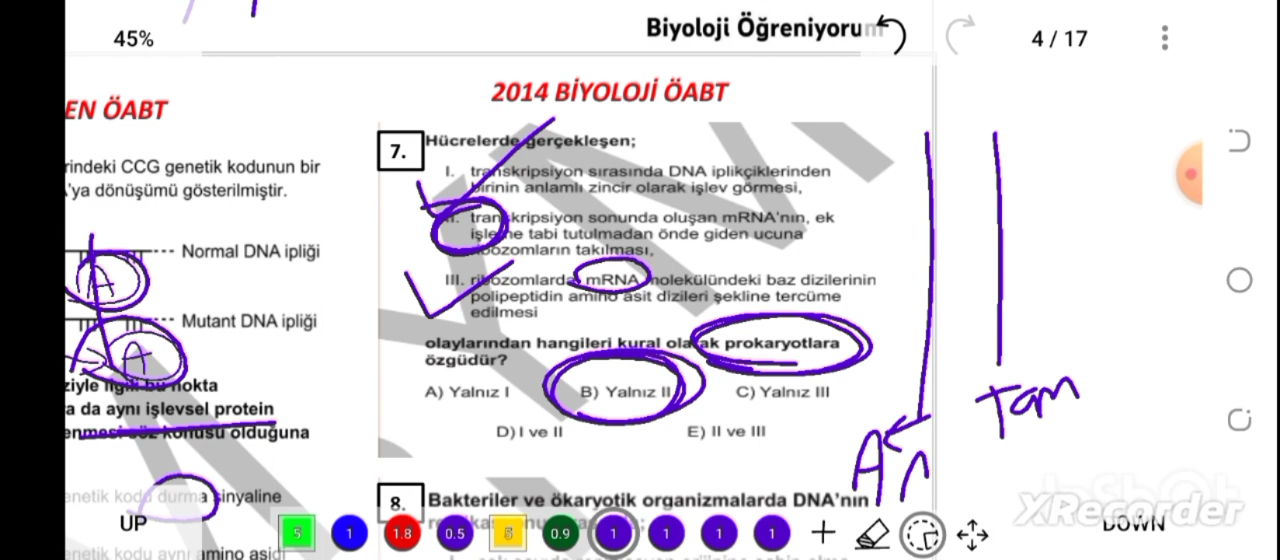 45%
Biyoloji Öğreniyorum
4 / 17
EN ÖABT
rindeki CCG genetik kodunun bir
'ya dönüşümü gösterilmiştir.
Normal DNA ipliği
A
Mutant DNA ipliği
A
ziyle ilgili bu nokta
a da aynı işlevsel protein
enmesi söz konusu olduğuna
enetik kodu durma sinyaline
enetik kodu aynı amino asidi
2014 BİYOLOJİ ÖABT
7. Hücrelerde gerçekleşen;
I. transkripsiyon sırasında DNA iplikçiklerinden
birinin anlamlı zincir olarak işlev görmesi,
II. transkripsiyon sonunda oluşan mRNA'nın, ek
işleme tabi tutulmadan önde giden ucuna
ribozomların takılması,
III. ribozomlarda mRNA molekülündeki baz dizilerinin
polipeptidin amino asit dizileri şekline tercüme
edilmesi
olaylarından hangileri kural olarak prokaryotlara
özgüdür?
A) Yalnız I B) Yalnız II C) Yalnız III
D) I ve II E) II ve III
An
Tam
8. Bakteriler ve ökaryotik organizmalarda DNA'nın
UP
5 1 1.8 0.5 5 0.9 1 1 1 1
XRecorder
DOWN